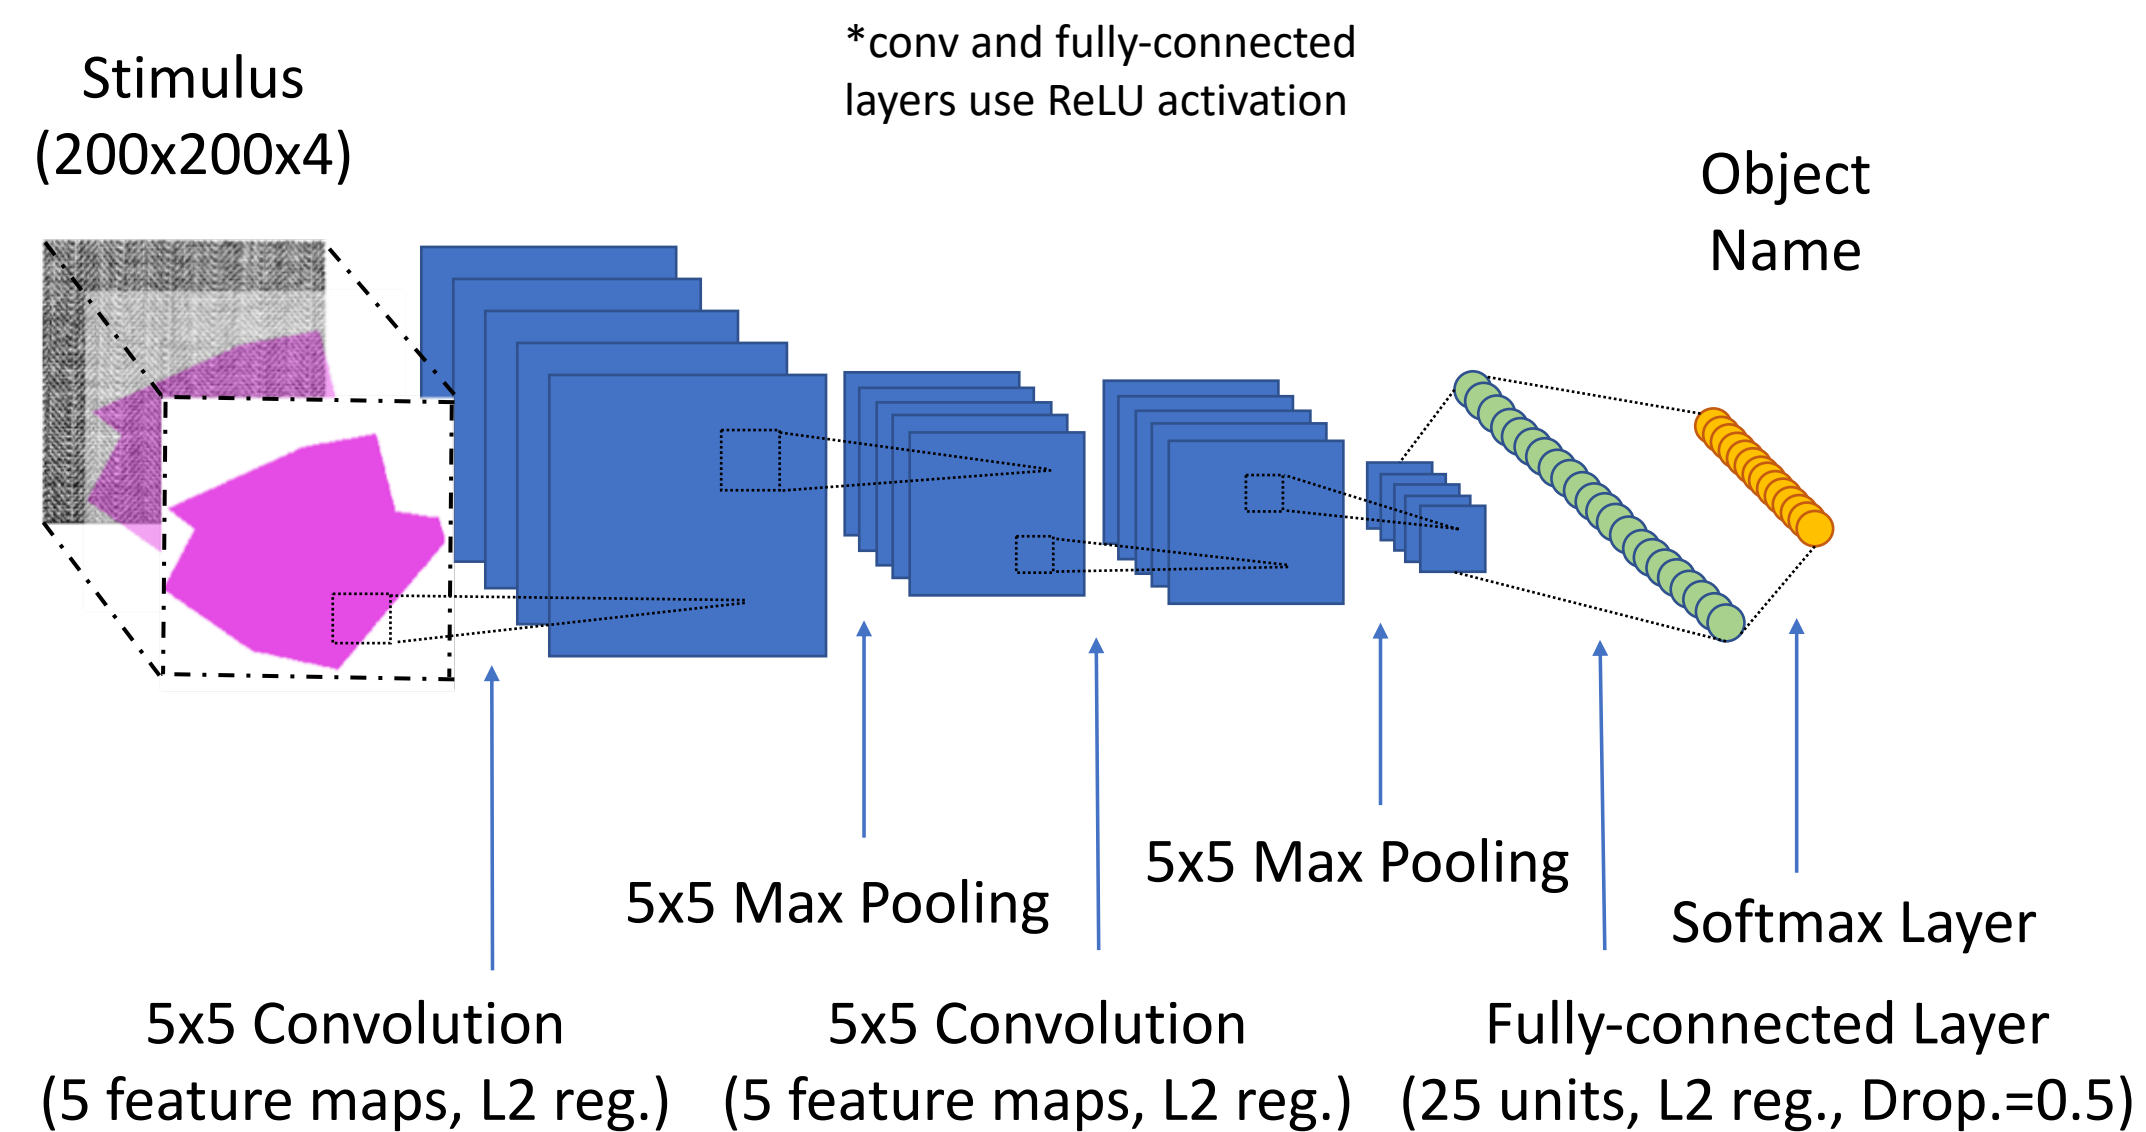 *conv and fully-connected
layers use ReLU activation
Stimulus
(200x200x4)
Object
Name
5x5 Max Pooling
5x5 Max Pooling
Softmax Layer
5x5 Convolution
(5 feature maps, L2 reg.)
5x5 Convolution
(5 feature maps, L2 reg.)
Fully-connected Layer
(25 units, L2 reg., Drop.=0.5)